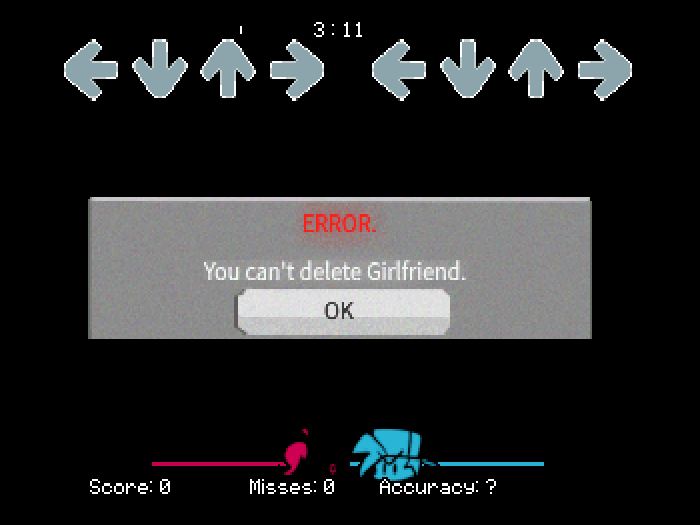 3:11
ERROR.
You can't delete Girlfriend.
OK
Score: 0 Misses: 0 Accuracy: ?